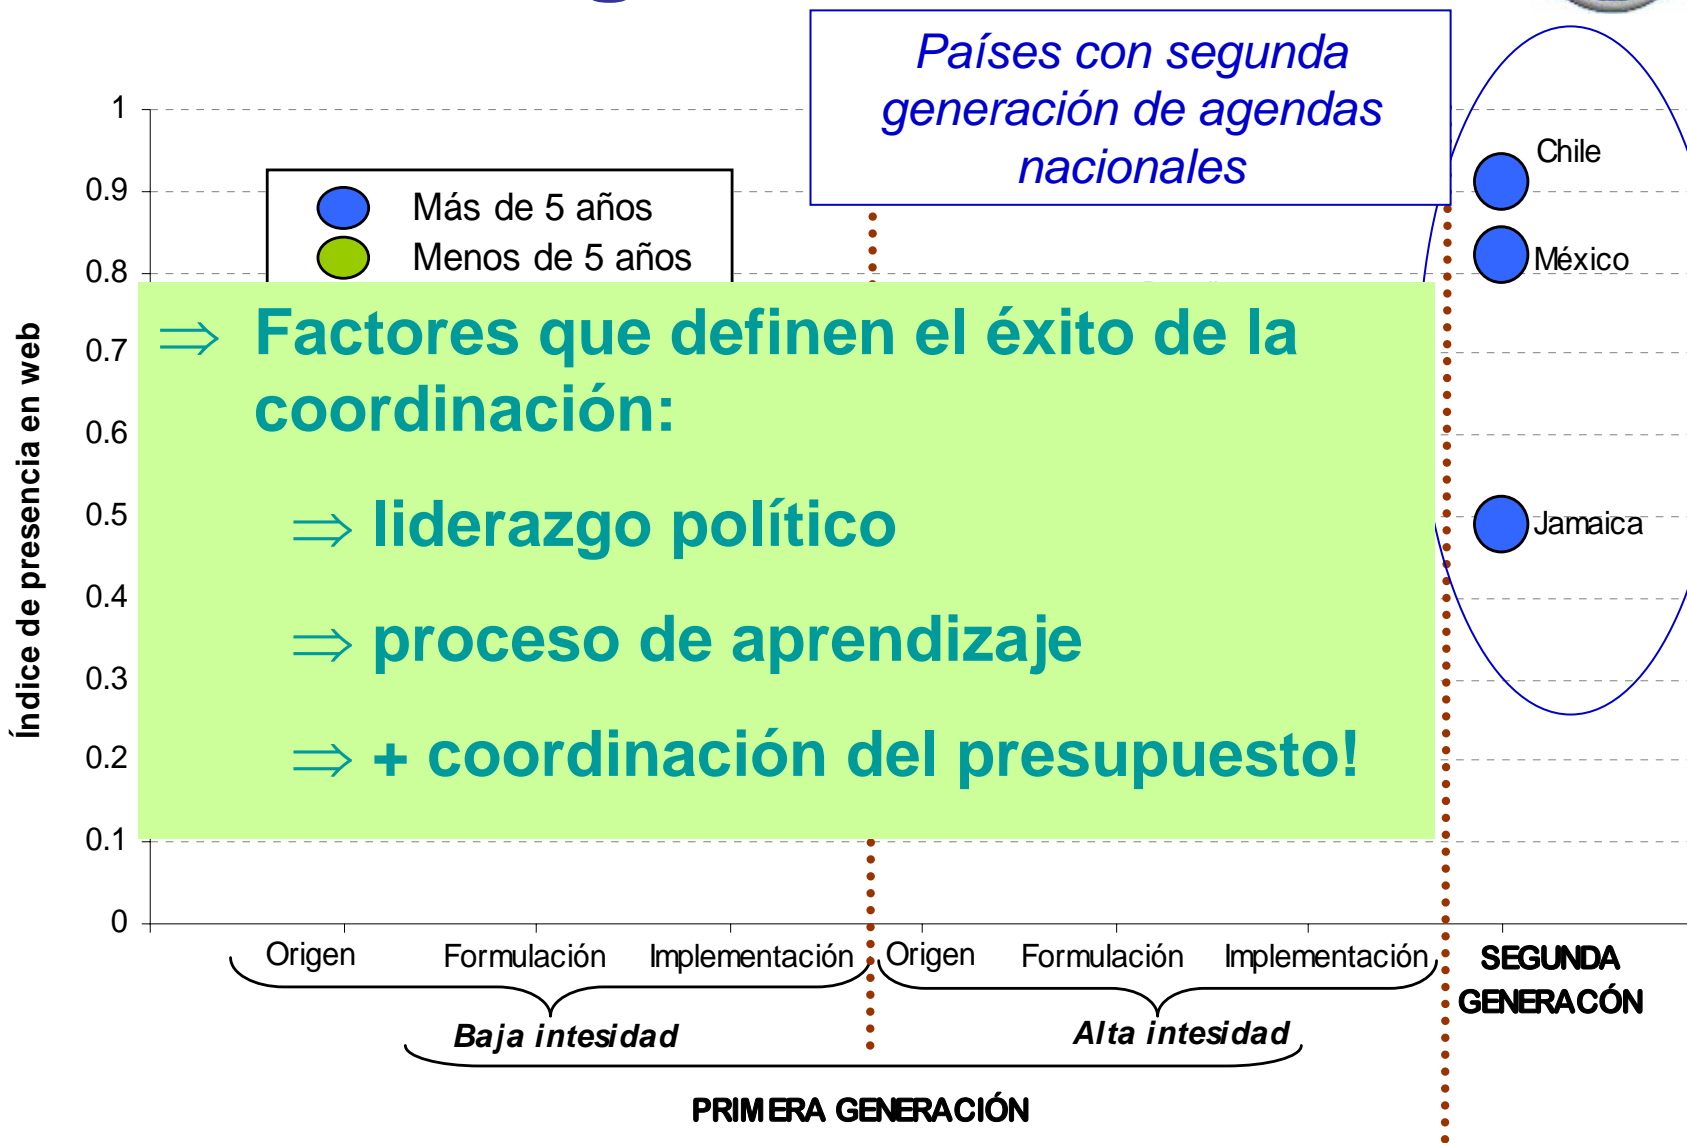 Países con segunda
generación de agendas
nacionales
1
0.9
0.8
0.7
0.6
0.5
0.4
0.3
0.2
0.1
0
Índice de presencia en web
Más de 5 años
Menos de 5 años
Chile
México
Jamaica
⇒ Factores que definen el éxito de la
coordinación:
⇒ liderazgo político
⇒ proceso de aprendizaje
⇒ + coordinación del presupuesto!
Origen Formulación Implementación Origen Formulación Implementación
SEGUNDA
GENERACÓN
Baja intesidad
Alta intesidad
PRIMERA GENERACIÓN